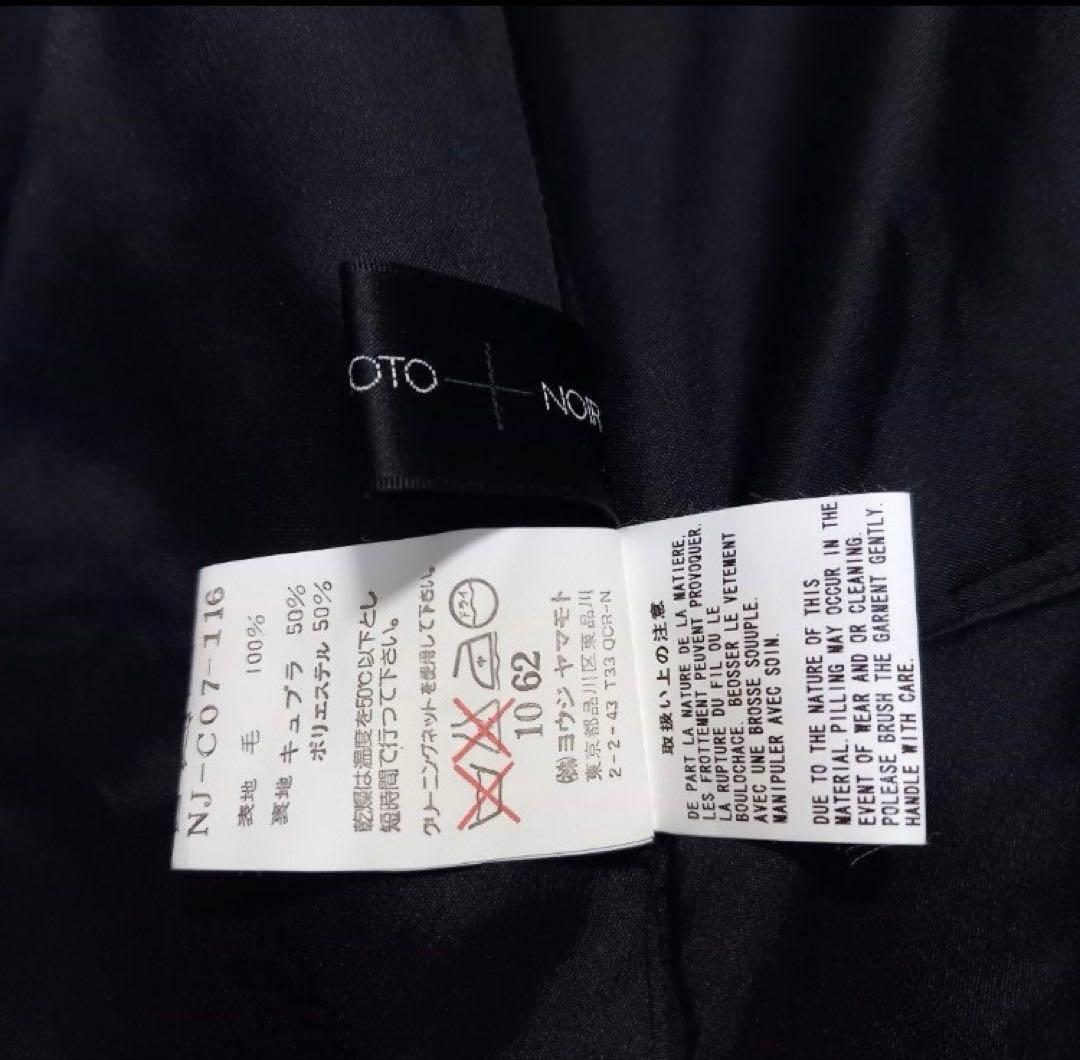 OTO
NOIR
NJ-C07-116
表地 毛 100%
裏地 キュプラ 50%
ポリエステル 50%
乾燥は温度を50℃以下とし
短時間で行って下さい。
クリーニングネットを使用して下さい。
ドライ
10 62
(株)ヨウジ ヤマモト
東京都品川区東品川
2-2-43 T33 QCR-N
取扱い上の注意
DE PART LA NATURE DE LA MATIERE,
LES FROTTEMENT PEUVENT PROVOQUER.
LA RUPTURE DU FIL OU LE
BOULOCHACE. BEOSSER LE VETEMENT
AVEC UNE BROSSE SOUUPLE.
MANIPULER AVEC SOIN.
DUE TO THE NATURE OF THIS
MATERIAL.PILLING MAY OCCUR IN THE
EVENT OF WEAR AND OR CLEANING.
POLEASE BRUSH THE GARMENT GENTLY.
HANDLE WITH CARE.